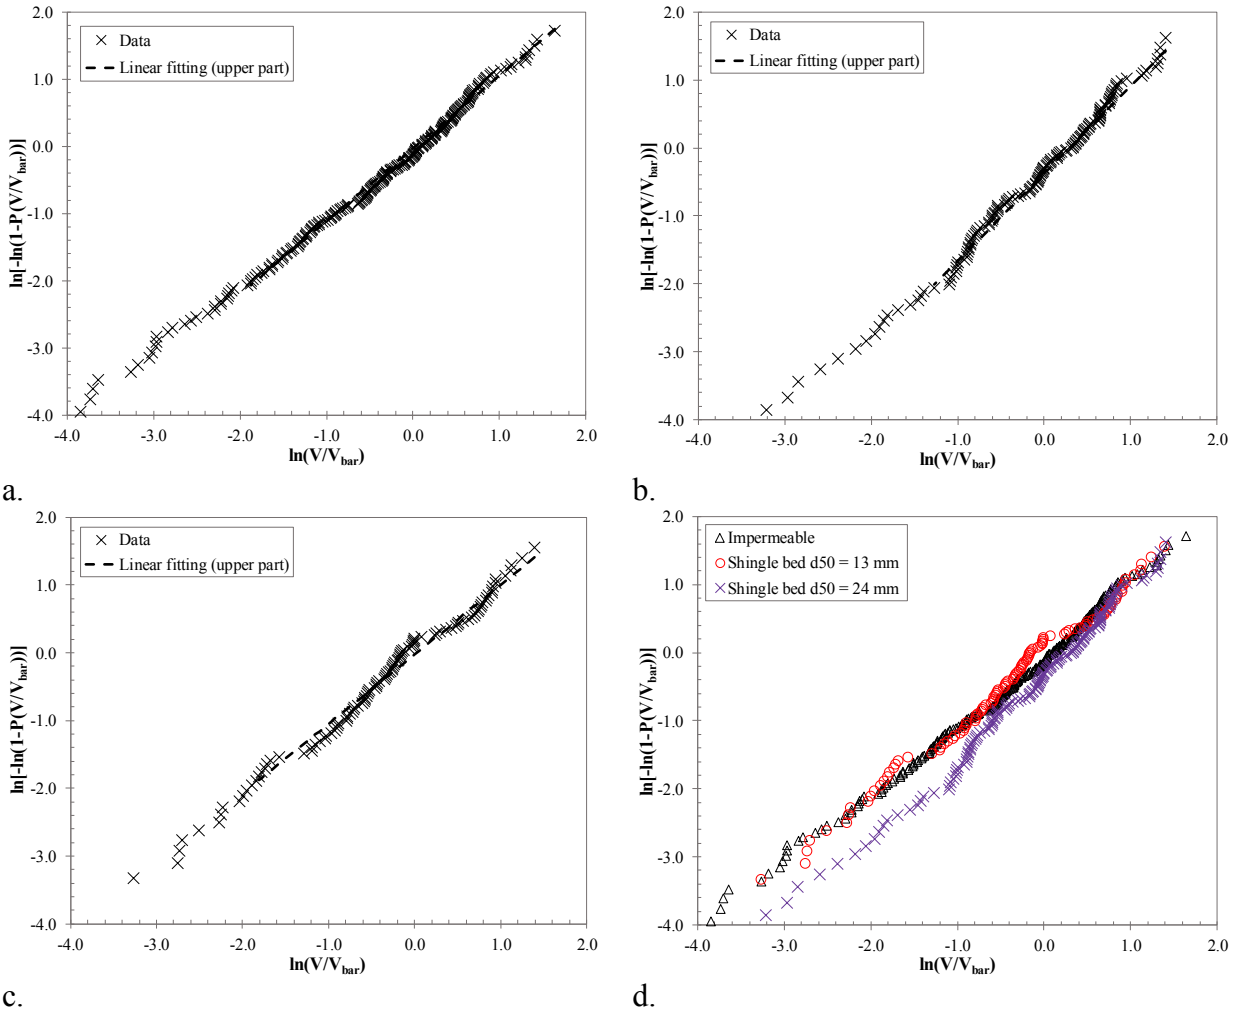 2.0
1.0
0.0
-1.0
-2.0
-3.0
-4.0
ln[-ln(1-P(V/Vbar))]
Data
Linear fitting (upper part)
-4.0 -3.0 -2.0 -1.0 0.0 1.0 2.0
ln(V/Vbar)
a.
2.0
1.0
0.0
-1.0
-2.0
-3.0
-4.0
ln[-ln(1-P(V/Vbar))]
Data
Linear fitting (upper part)
-4.0 -3.0 -2.0 -1.0 0.0 1.0 2.0
ln(V/Vbar)
b.
2.0
1.0
0.0
-1.0
-2.0
-3.0
-4.0
ln[-ln(1-P(V/Vbar))]
Data
Linear fitting (upper part)
-4.0 -3.0 -2.0 -1.0 0.0 1.0 2.0
ln(V/Vbar)
c.
2.0
1.0
0.0
-1.0
-2.0
-3.0
-4.0
ln[-ln(1-P(V/Vbar))]
Impermeable
Shingle bed d50 = 13 mm
Shingle bed d50 = 24 mm
-4.0 -3.0 -2.0 -1.0 0.0 1.0 2.0
ln(V/Vbar)
d.